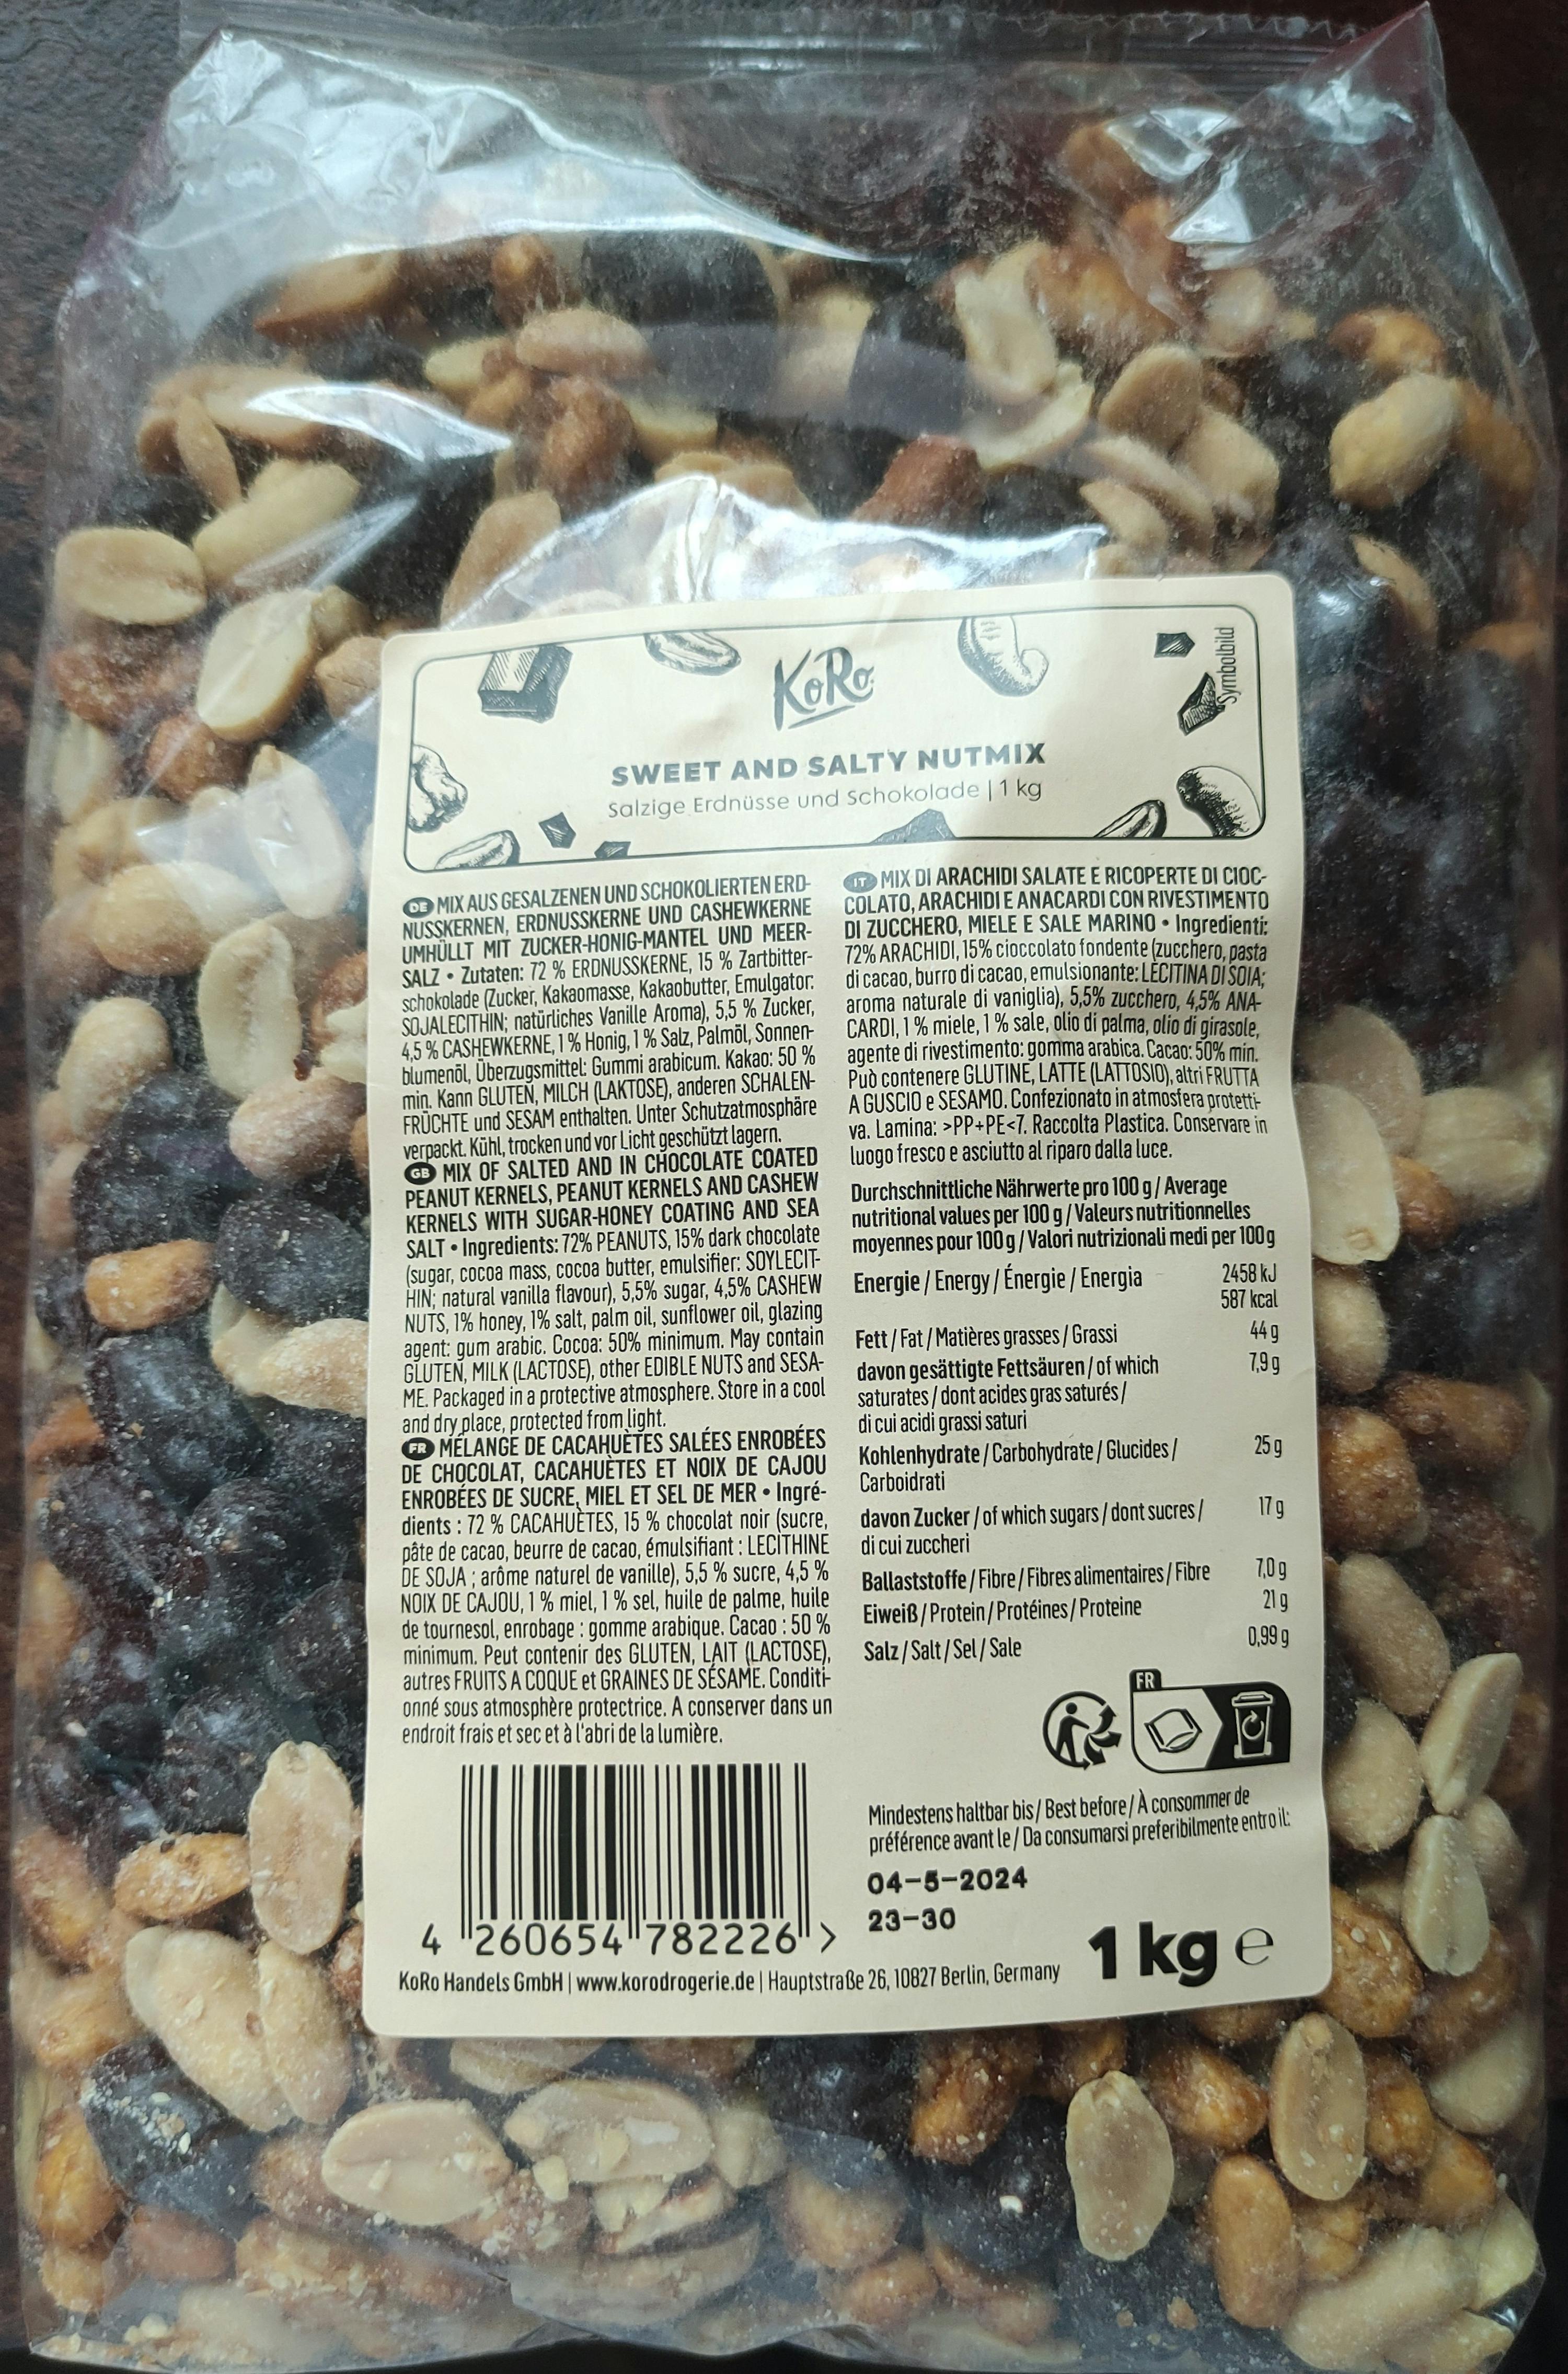 KoRo
Symbolbild
SWEET AND SALTY NUTMIX
Salzige Erdnüsse und Schokolade | 1 kg
DE MIX AUS GESALZENEN UND SCHOKOLIERTEN ERD-
NUSSKERNEN, ERDNUSSKERNE UND CASHEWKERNE
UMHÜLLT MIT ZUCKER-HONIG-MANTEL UND MEER-
SALZ • Zutaten: 72 % ERDNUSSKERNE, 15 % Zartbitter-
schokolade (Zucker, Kakaomasse, Kakaobutter, Emulgator:
SOJALECITHIN; natürliches Vanille Aroma), 5,5 % Zucker,
4,5 % CASHEWKERNE, 1 % Honig, 1 % Salz, Palmöl, Sonnen-
blumenöl, Überzugsmittel: Gummi arabicum. Kakao: 50 %
min. Kann GLUTEN, MILCH (LAKTOSE), anderen SCHALEN-
FRÜCHTE und SESAM enthalten. Unter Schutzatmosphäre
verpackt. Kühl, trocken und vor Licht geschützt lagern.
GB MIX OF SALTED AND IN CHOCOLATE COATED
PEANUT KERNELS, PEANUT KERNELS AND CASHEW
KERNELS WITH SUGAR-HONEY COATING AND SEA
SALT • Ingredients: 72% PEANUTS, 15% dark chocolate
(sugar, cocoa mass, cocoa butter, emulsifier: SOYLECIT-
HIN; natural vanilla flavour), 5,5% sugar, 4,5% CASHEW
NUTS, 1% honey, 1% salt, palm oil, sunflower oil, glazing
agent: gum arabic. Cocoa: 50% minimum. May contain
GLUTEN, MILK (LACTOSE), other EDIBLE NUTS and SESA-
ME. Packaged in a protective atmosphere. Store in a cool
and dry place, protected from light.
FR MÉLANGE DE CACAHUÈTES SALÉES ENROBÉES
DE CHOCOLAT, CACAHUÈTES ET NOIX DE CAJOU
ENROBÉES DE SUCRE, MIEL ET SEL DE MER • Ingré-
dients : 72 % CACAHUÈTES, 15 % chocolat noir (sucre,
pâte de cacao, beurre de cacao, émulsifiant : LECITHINE
DE SOJA ; arôme naturel de vanille), 5,5 % sucre, 4,5 %
NOIX DE CAJOU, 1 % miel, 1 % sel, huile de palme, huile
de tournesol, enrobage : gomme arabique. Cacao : 50 %
minimum. Peut contenir des GLUTEN, LAIT (LACTOSE),
autres FRUITS A COQUE et GRAINES DE SÉSAME. Conditi-
onné sous atmosphère protectrice. A conserver dans un
endroit frais et sec et à l'abri de la lumière.
IT MIX DI ARACHIDI SALATE E RICOPERTE DI CIOC-
COLATO, ARACHIDI E ANACARDI CON RIVESTIMENTO
DI ZUCCHERO, MIELE E SALE MARINO • Ingredienti:
72% ARACHIDI, 15% cioccolato fondente (zucchero, pasta
di cacao, burro di cacao, emulsionante: LECITINA DI SOIA;
aroma naturale di vaniglia), 5,5% zucchero, 4,5% ANA-
CARDI, 1 % miele, 1 % sale, olio di palma, olio di girasole,
agente di rivestimento: gomma arabica. Cacao: 50% min.
Può contenere GLUTINE, LATTE (LATTOSIO), altri FRUTTA
A GUSCIO e SESAMO. Confezionato in atmosfera protetti-
va. Lamina: >PP+PE<7. Raccolta Plastica. Conservare in
luogo fresco e asciutto al riparo dalla luce.
Durchschnittliche Nährwerte pro 100 g / Average
nutritional values per 100 g / Valeurs nutritionnelles
moyennes pour 100 g / Valori nutrizionali medi per 100 g
Energie / Energy / Énergie / Energia 2458 kJ
587 kcal
Fett / Fat / Matières grasses / Grassi 44 g
davon gesättigte Fettsäuren / of which 7,9 g
saturates / dont acides gras saturés /
di cui acidi grassi saturi
Kohlenhydrate / Carbohydrate / Glucides / 25 g
Carboidrati
davon Zucker / of which sugars / dont sucres / 17 g
di cui zuccheri
Ballaststoffe / Fibre / Fibres alimentaires / Fibre 7,0 g
Eiweiß / Protein / Protéines / Proteine 21 g
Salz / Salt / Sel / Sale 0,99 g
FR
Mindestens haltbar bis / Best before / À consommer de
préférence avant le / Da consumarsi preferibilmente entro il:
04-5-2024
23-30
4 260654 782226 >
1 kg e
KoRo Handels GmbH | www.korodrogerie.de | Hauptstraße 26, 10827 Berlin, Germany